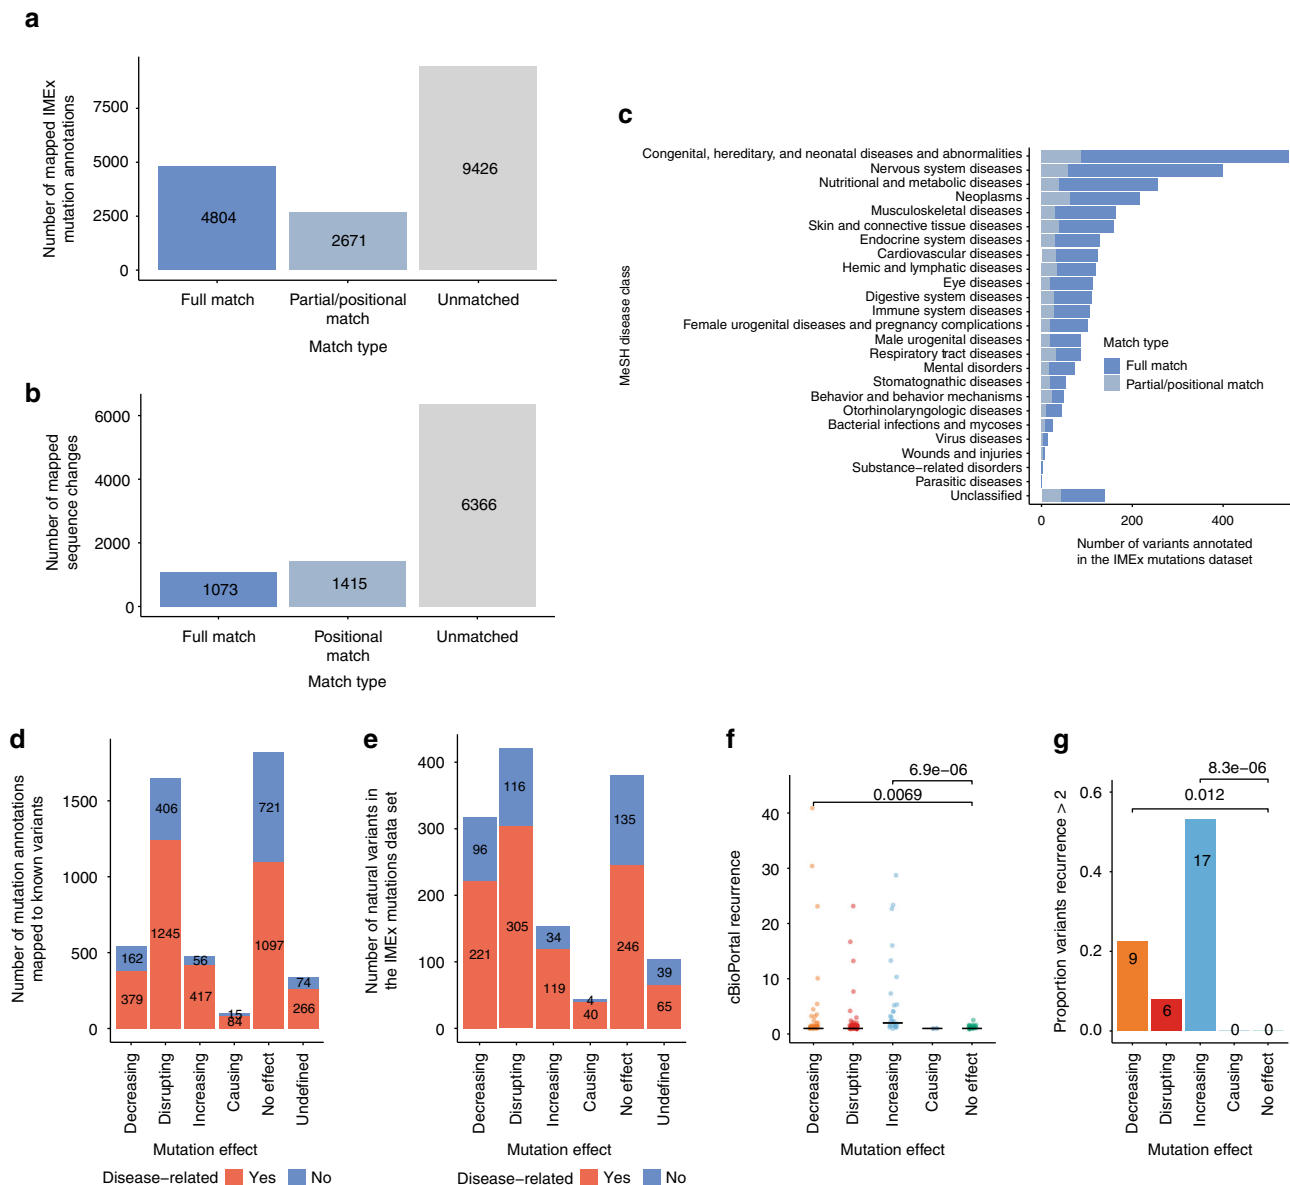 a
Number of mapped IMEx
mutation annotations
7500
5000
2500
0
4804
2671
9426
Full match
Partial/positional
match
Unmatched
Match type
b
Number of mapped
sequence changes
6000
4000
2000
0
1073
1415
6366
Full match
Positional
match
Unmatched
Match type
c
MeSH disease class
Congenital, hereditary, and neonatal diseases and abnormalities
Nervous system diseases
Nutritional and metabolic diseases
Neoplasms
Musculoskeletal diseases
Skin and connective tissue diseases
Endocrine system diseases
Cardiovascular diseases
Hemic and lymphatic diseases
Eye diseases
Digestive system diseases
Immune system diseases
Female urogenital diseases and pregnancy complications
Male urogenital diseases
Respiratory tract diseases
Mental disorders
Stomatognathic diseases
Behavior and behavior mechanisms
Otorhinolaryngologic diseases
Bacterial infections and mycoses
Virus diseases
Wounds and injuries
Substance-related disorders
Parasitic diseases
Unclassified
Match type
Full match
Partial/positional match
0
200
400
Number of variants annotated
in the IMEx mutations dataset
d
Number of mutation annotations
mapped to known variants
1500
1000
500
0
162
379
406
1245
56
417
15
84
721
1097
74
266
Decreasing
Disrupting
Increasing
Causing
No effect
Undefined
Mutation effect
Disease−related Yes No
e
Number of natural variants in
the IMEx mutations data set
400
300
200
100
0
96
221
116
305
34
119
4
40
135
246
39
65
Decreasing
Disrupting
Increasing
Causing
No effect
Undefined
Mutation effect
Disease−related Yes No
f
cBioPortal recurrence
40
30
20
10
0
6.9e−06
0.0069
Decreasing
Disrupting
Increasing
Causing
No effect
Mutation effect
g
Proportion variants recurrence > 2
0.6
0.4
0.2
0.0
8.3e−06
0.012
9
6
17
0
0
Decreasing
Disrupting
Increasing
Causing
No effect
Mutation effect